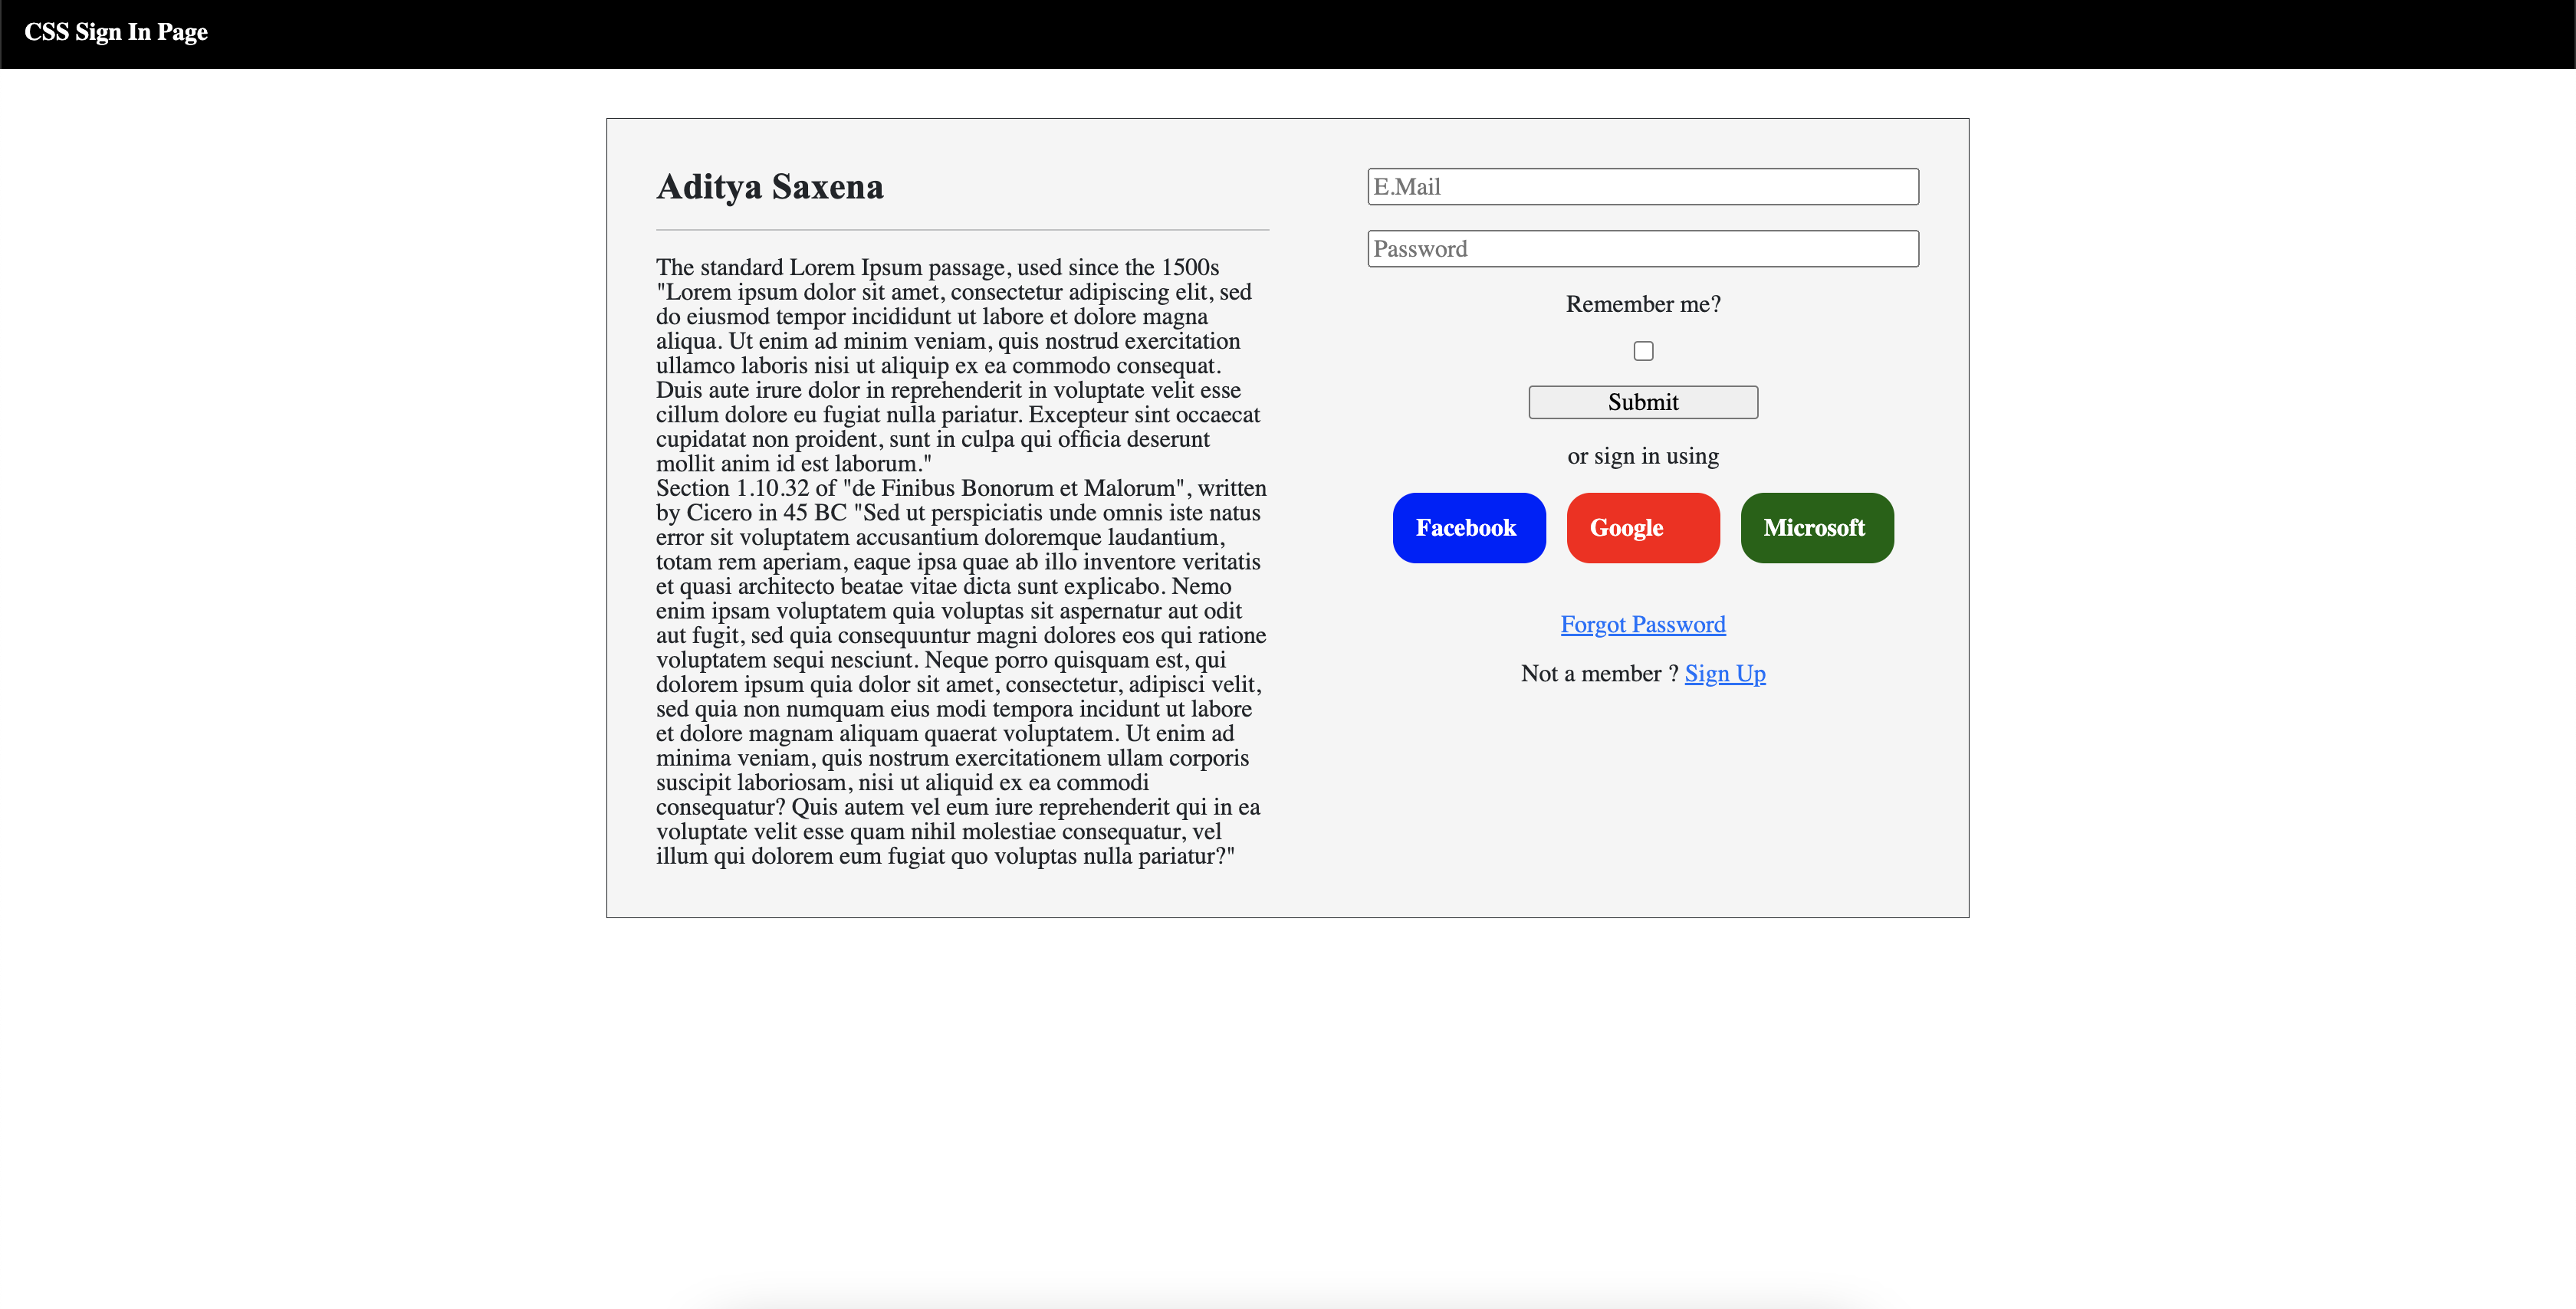 CSS Sign In Page
Aditya Saxena
The standard Lorem Ipsum passage, used since the 1500s
"Lorem ipsum dolor sit amet, consectetur adipiscing elit, sed
do eiusmod tempor incididunt ut labore et dolore magna
aliqua. Ut enim ad minim veniam, quis nostrud exercitation
ullamco laboris nisi ut aliquip ex ea commodo consequat.
Duis aute irure dolor in reprehenderit in voluptate velit esse
cillum dolore eu fugiat nulla pariatur. Excepteur sint occaecat
cupidatat non proident, sunt in culpa qui officia deserunt
mollit anim id est laborum."
Section 1.10.32 of "de Finibus Bonorum et Malorum", written
by Cicero in 45 BC "Sed ut perspiciatis unde omnis iste natus
error sit voluptatem accusantium doloremque laudantium,
totam rem aperiam, eaque ipsa quae ab illo inventore veritatis
et quasi architecto beatae vitae dicta sunt explicabo. Nemo
enim ipsam voluptatem quia voluptas sit aspernatur aut odit
aut fugit, sed quia consequuntur magni dolores eos qui ratione
voluptatem sequi nesciunt. Neque porro quisquam est, qui
dolorem ipsum quia dolor sit amet, consectetur, adipisci velit,
sed quia non numquam eius modi tempora incidunt ut labore
et dolore magnam aliquam quaerat voluptatem. Ut enim ad
minima veniam, quis nostrum exercitationem ullam corporis
suscipit laboriosam, nisi ut aliquid ex ea commodi
consequatur? Quis autem vel eum iure reprehenderit qui in ea
voluptate velit esse quam nihil molestiae consequatur, vel
illum qui dolorem eum fugiat quo voluptas nulla pariatur?"
E.Mail
Password
Remember me?
Submit
or sign in using
Facebook Google Microsoft
Forgot Password
Not a member ? Sign Up